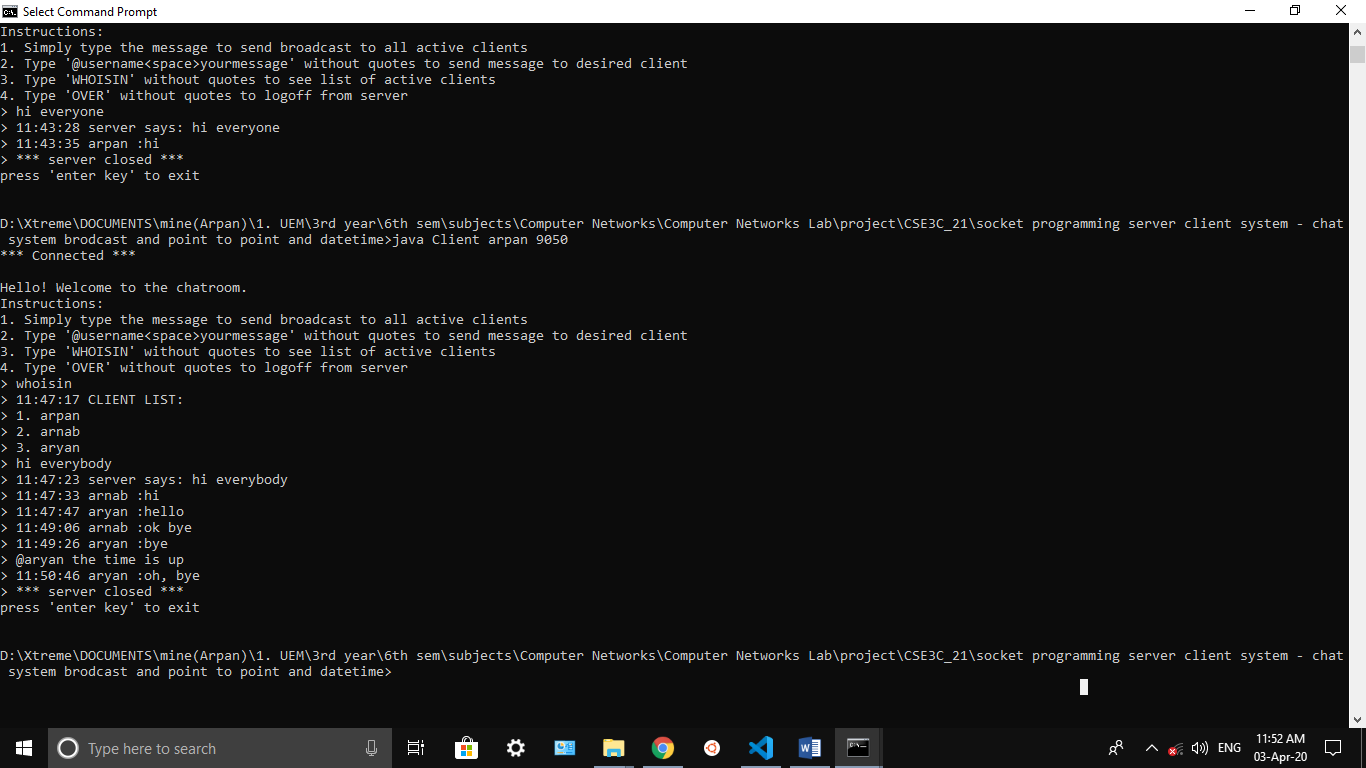 Select Command Prompt
Instructions:
1. Simply type the message to send broadcast to all active clients
2. Type '@username<space>yourmessage' without quotes to send message to desired client
3. Type 'WHOISIN' without quotes to see list of active clients
4. Type 'OVER' without quotes to logoff from server
> hi everyone
> 11:43:28 server says: hi everyone
> 11:43:35 arpan :hi
> *** server closed ***
press 'enter key' to exit
D:\Xtreme\DOCUMENTS\mine(Arpan)\1. UEM\3rd year\6th sem\subjects\Computer Networks\Computer Networks Lab\project\CSE3C_21\socket programming server client system - chat
system brodcast and point to point and datetime>java Client arpan 9050
*** Connected ***
Hello! Welcome to the chatroom.
Instructions:
1. Simply type the message to send broadcast to all active clients
2. Type '@username<space>yourmessage' without quotes to send message to desired client
3. Type 'WHOISIN' without quotes to see list of active clients
4. Type 'OVER' without quotes to logoff from server
> whoisin
> 11:47:17 CLIENT LIST:
> 1. arpan
> 2. arnab
> 3. aryan
> hi everybody
> 11:47:23 server says: hi everybody
> 11:47:33 arnab :hi
> 11:47:47 aryan :hello
> 11:49:06 arnab :ok bye
> 11:49:26 aryan :bye
> @aryan the time is up
> 11:50:46 aryan :oh, bye
> *** server closed ***
press 'enter key' to exit
D:\Xtreme\DOCUMENTS\mine(Arpan)\1. UEM\3rd year\6th sem\subjects\Computer Networks\Computer Networks Lab\project\CSE3C_21\socket programming server client system - chat
system brodcast and point to point and datetime>
Type here to search
ENG
11:52 AM
03-Apr-20